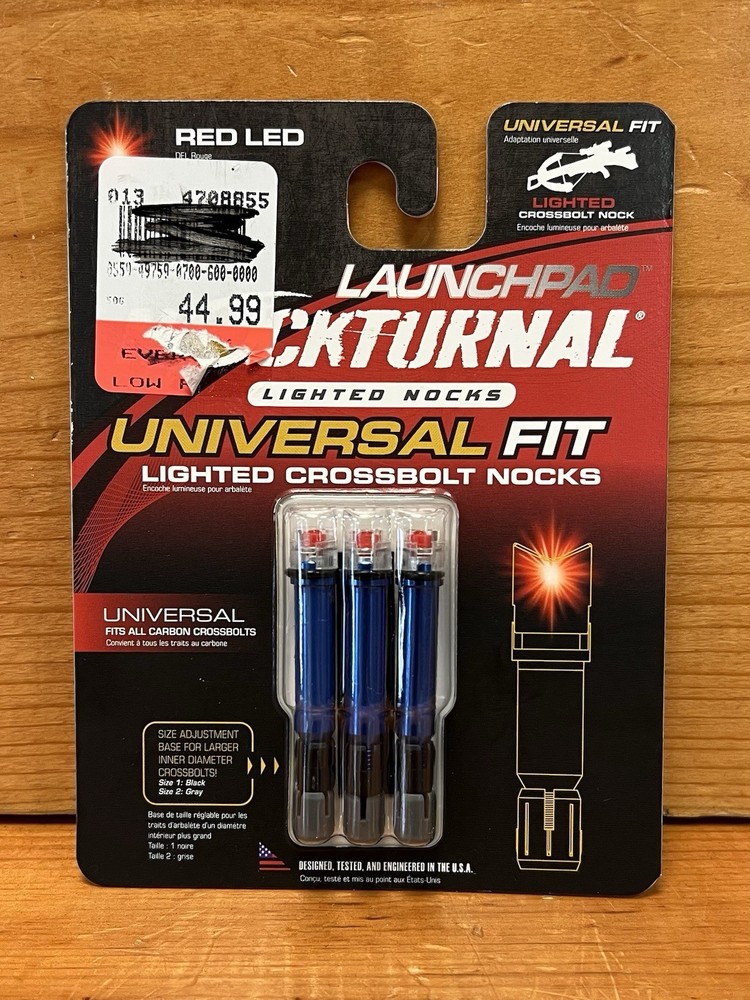 RED LED
DEL Rouge
013 4708855
44.99
LOW
UNIVERSAL FIT
Adaptation universelle
LIGHTED
CROSSBOLT NOCK
Encoche lumineuse pour arbalète
LAUNCHPAD™
CKTURNAL®
LIGHTED NOCKS
UNIVERSAL FIT
LIGHTED CROSSBOLT NOCKS
Encoche lumineuse pour arbalète
UNIVERSAL
FITS ALL CARBON CROSSBOLTS
Convient à tous les traits au carbone
SIZE ADJUSTMENT
BASE FOR LARGER
INNER DIAMETER
CROSSBOLTS!
Size 1: Black
Size 2: Gray
Base de taille réglable pour les
traits d'arbalète d'un diamètre
intérieur plus grand
Taille : 1 noire
Taille 2 : grise
DESIGNED, TESTED, AND ENGINEERED IN THE U.S.A.
Conçu, testé et mis au point aux États-Unis